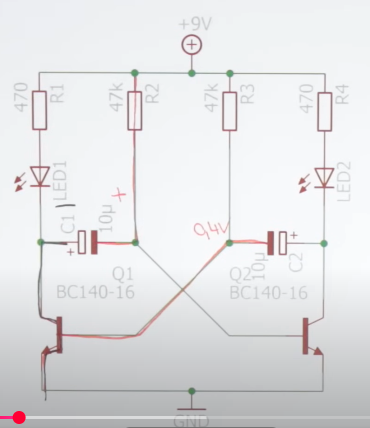 +9V
470
R1
47k
R2
47k
R3
470
R4
LED1
LED2
+
C1
10µ
+
0,4V
10µ
C2
+
Q1
BC140-16
Q2
BC140-16
GND